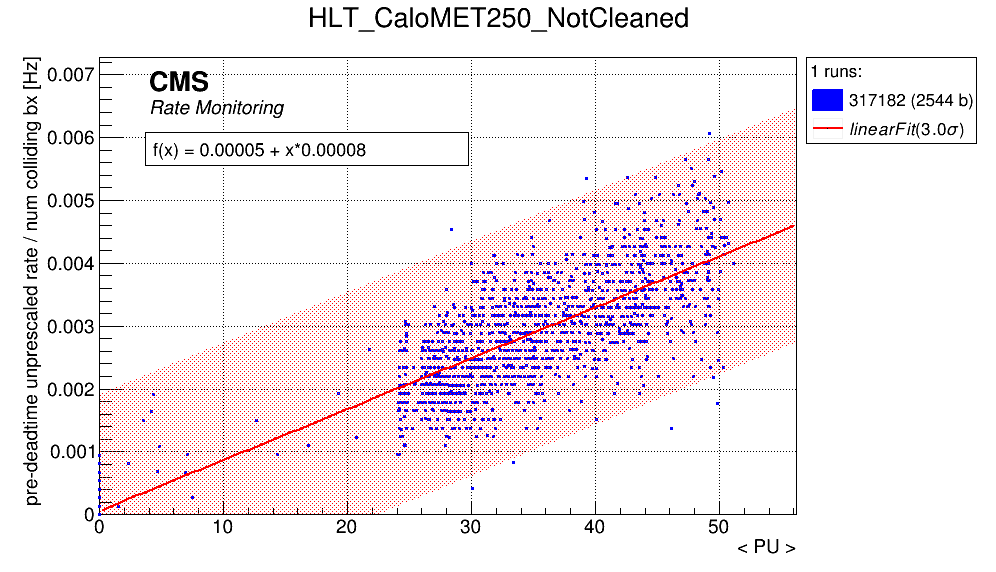 HLT_CaloMET250_NotCleaned
pre-deadtime unprescaled rate / num colliding bx [Hz]
0.007
0.006
0.005
0.004
0.003
0.002
0.001
0
CMS
Rate Monitoring
f(x) = 0.00005 + x*0.00008
1 runs:
317182 (2544 b)
linearFit(3.0σ)
0 10 20 30 40 50
< PU >